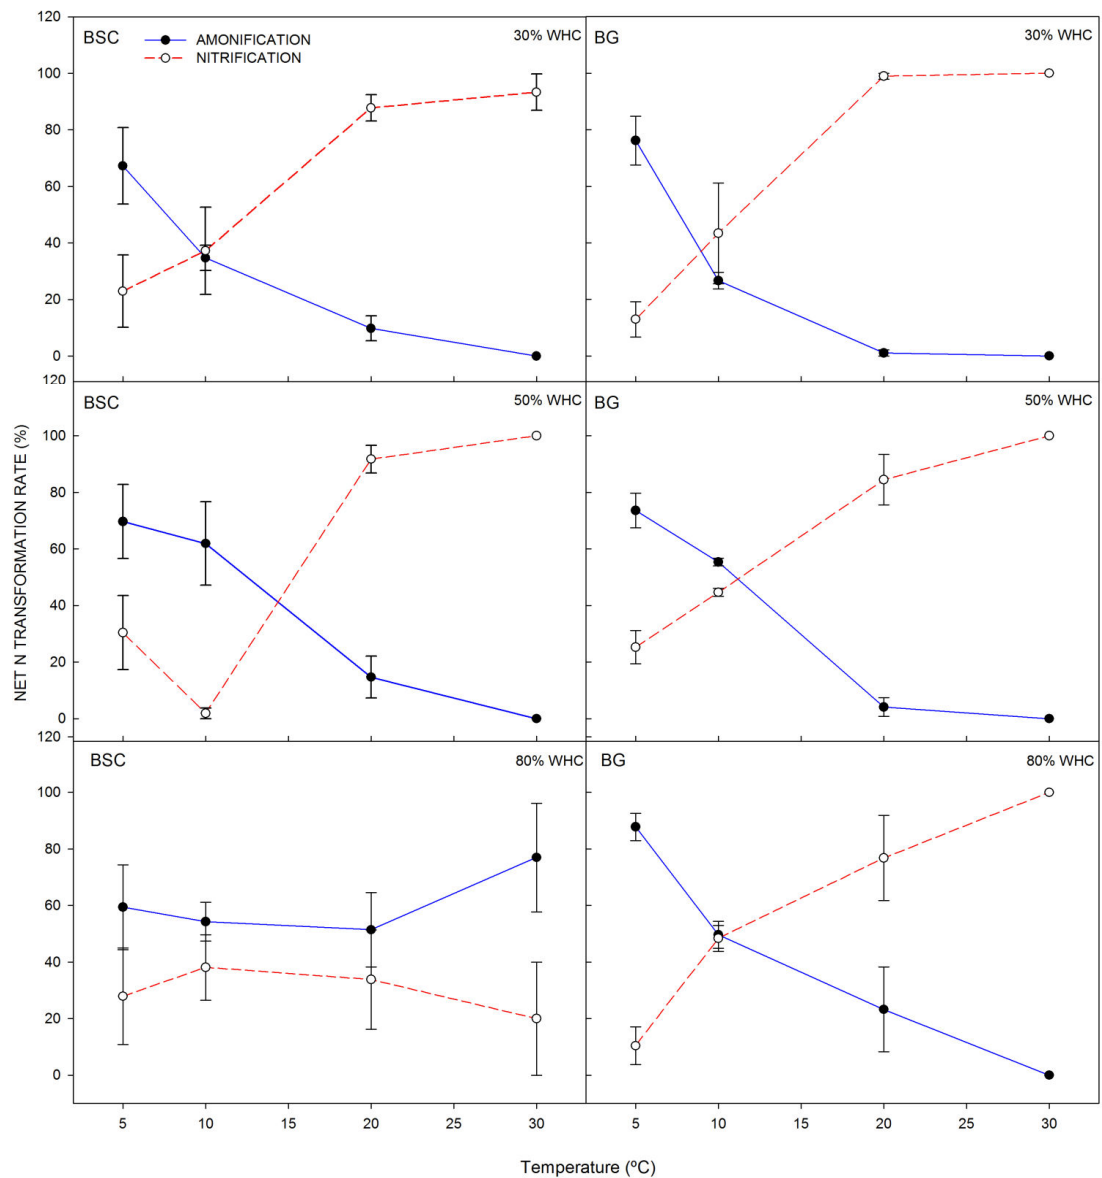 120
BSC
AMONIFICATION
30% WHC
BG
30% WHC
NITRIFICATION
100
80
60
40
20
0
120
BSC
50% WHC
BG
50% WHC
100
80
60
40
20
0
120
BSC
80% WHC
BG
80% WHC
100
80
60
40
20
0
NET N TRANSFORMATION RATE (%)
5 10 15 20 25 30 5 10 15 20 25 30
Temperature (ºC)